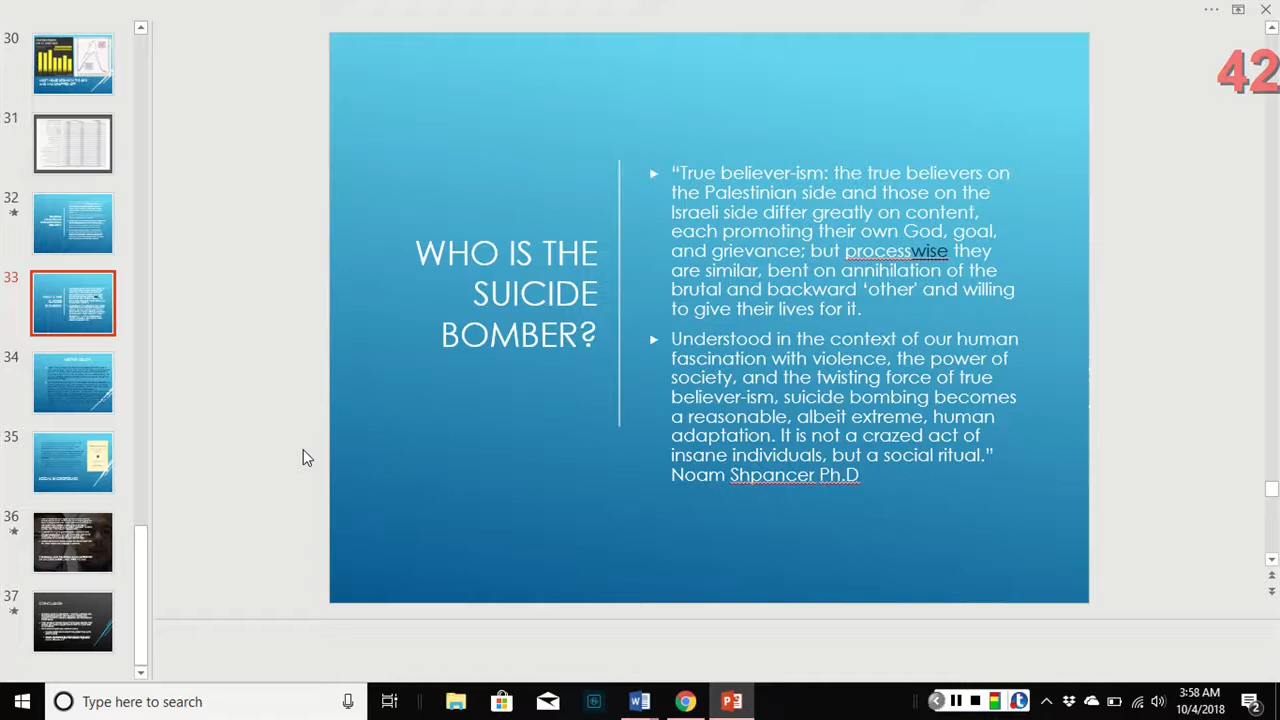 42
30
31
32
33
34
35
36
37
WHO IS THE
SUICIDE
BOMBER?
“True believer-ism: the true believers on
the Palestinian side and those on the
Israeli side differ greatly on content,
each promoting their own God, goal,
and grievance; but processwise they
are similar, bent on annihilation of the
brutal and backward ‘other' and willing
to give their lives for it.
Understood in the context of our human
fascination with violence, the power of
society, and the twisting force of true
believer-ism, suicide bombing becomes
a reasonable, albeit extreme, human
adaptation. It is not a crazed act of
insane individuals, but a social ritual.”
Noam Shpancer Ph.D
Type here to search
3:58 AM
10/4/2018
2